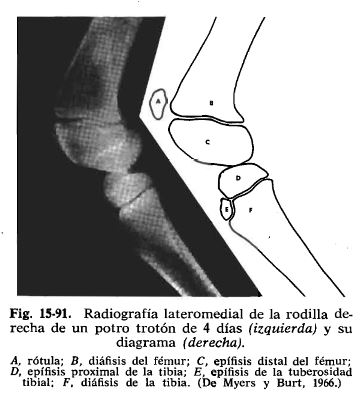 A
B
C
D
E
F
Fig. 15-91. Radiografía lateromedial de la rodilla de-
recha de un potro trotón de 4 días (izquierda) y su
diagrama (derecha).
A, rótula; B, diáfisis del fémur; C, epífisis distal del fémur;
D, epífisis proximal de la tibia; E, epífisis de la tuberosidad
tibial; F, diáfisis de la tibia. (De Myers y Burt, 1966.)